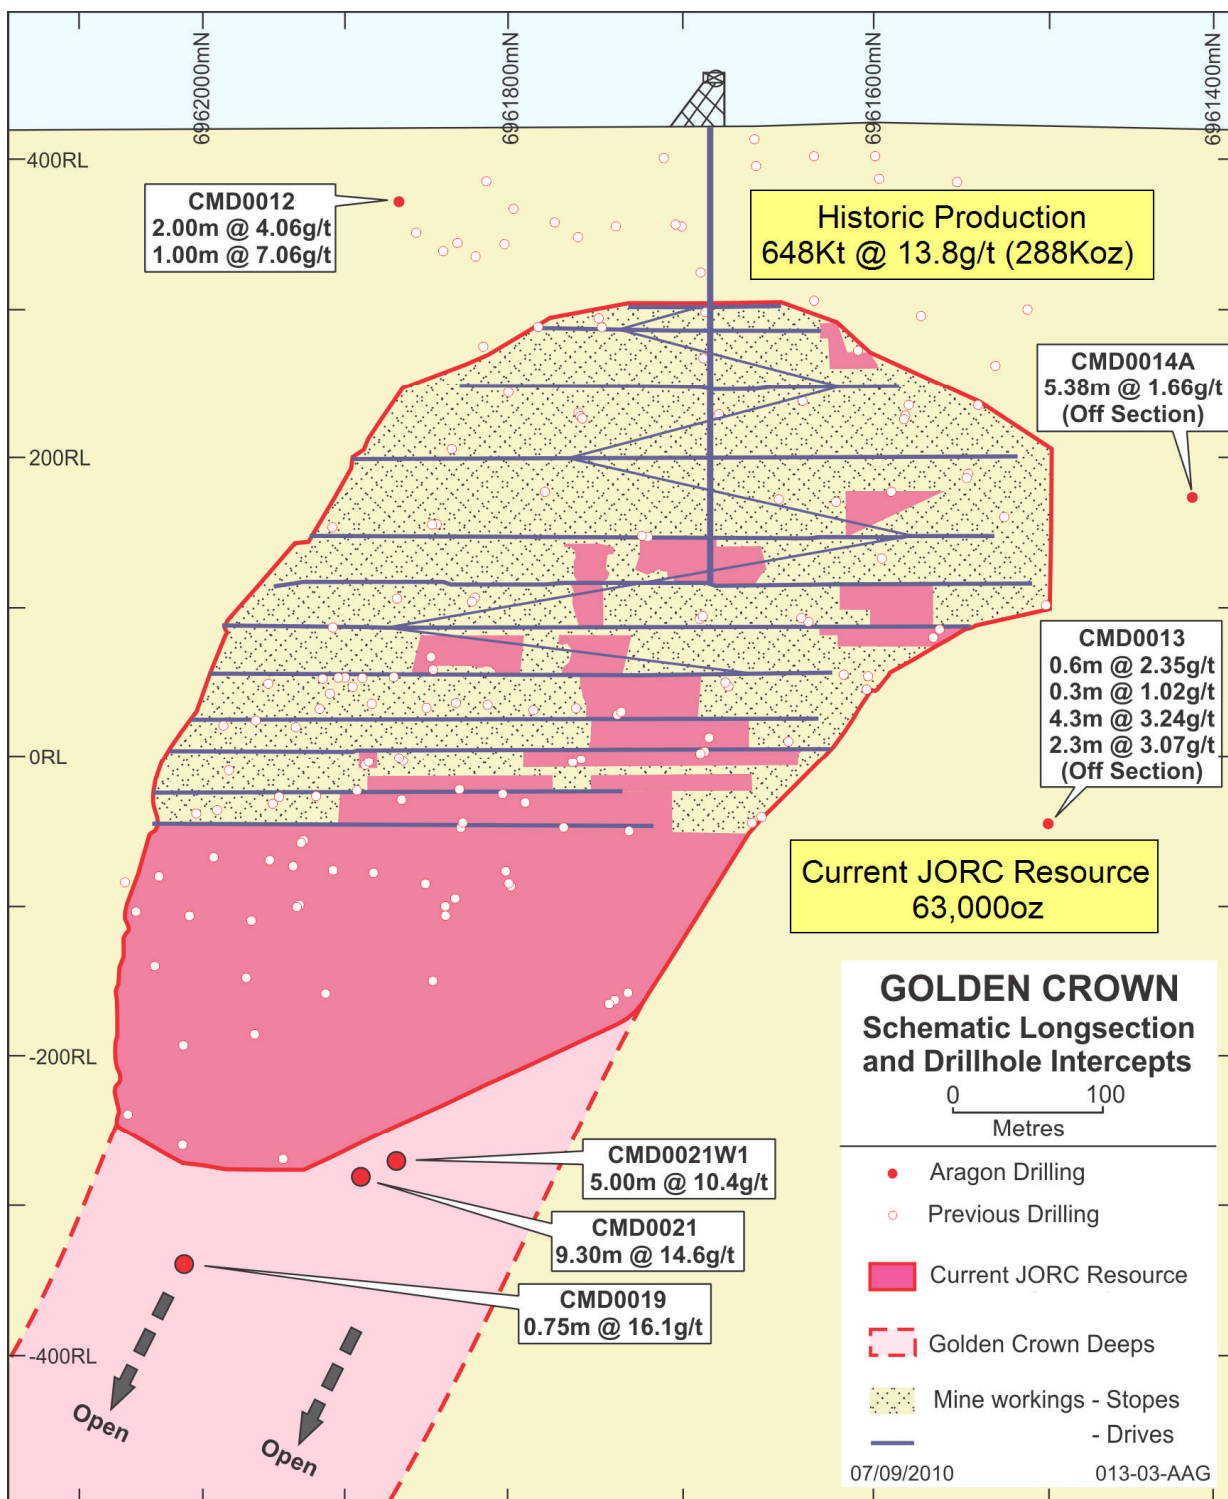 6962000mN
6961800mN
6961600mN
6961400mN
400RL
200RL
0RL
-200RL
-400RL
CMD0012
2.00m @ 4.06g/t
1.00m @ 7.06g/t
Historic Production
648Kt @ 13.8g/t (288Koz)
CMD0014A
5.38m @ 1.66g/t
(Off Section)
CMD0013
0.6m @ 2.35g/t
0.3m @ 1.02g/t
4.3m @ 3.24g/t
2.3m @ 3.07g/t
(Off Section)
Current JORC Resource
63,000oz
CMD0021W1
5.00m @ 10.4g/t
CMD0021
9.30m @ 14.6g/t
CMD0019
0.75m @ 16.1g/t
Open
Open
GOLDEN CROWN
Schematic Longsection
and Drillhole Intercepts
0 100
Metres
Aragon Drilling
Previous Drilling
Current JORC Resource
Golden Crown Deeps
Mine workings - Stopes
- Drives
07/09/2010 013-03-AAG